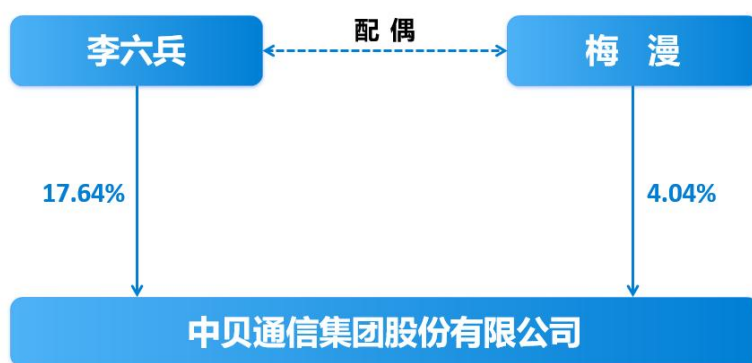 李六兵
配 偶
梅 漫
17.64%
4.04%
中贝通信集团股份有限公司